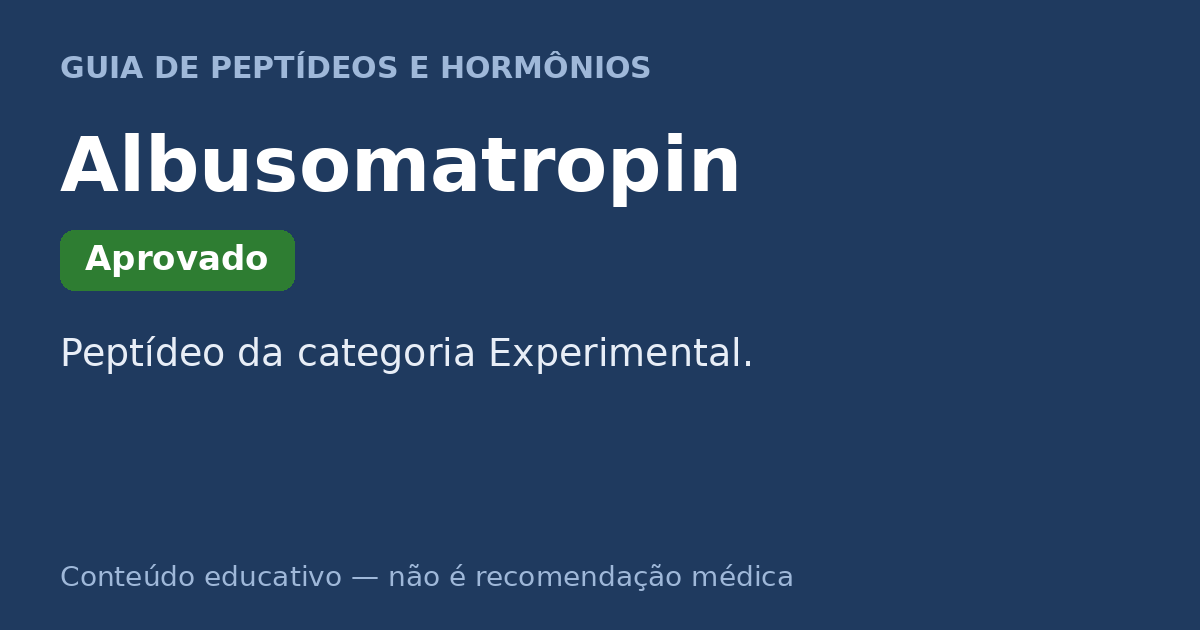 GUIA DE PEPTÍDEOS E HORMÔNIOS
Albusomatropin
Aprovado
Peptídeo da categoria Experimental.
Conteúdo educativo — não é recomendação médica